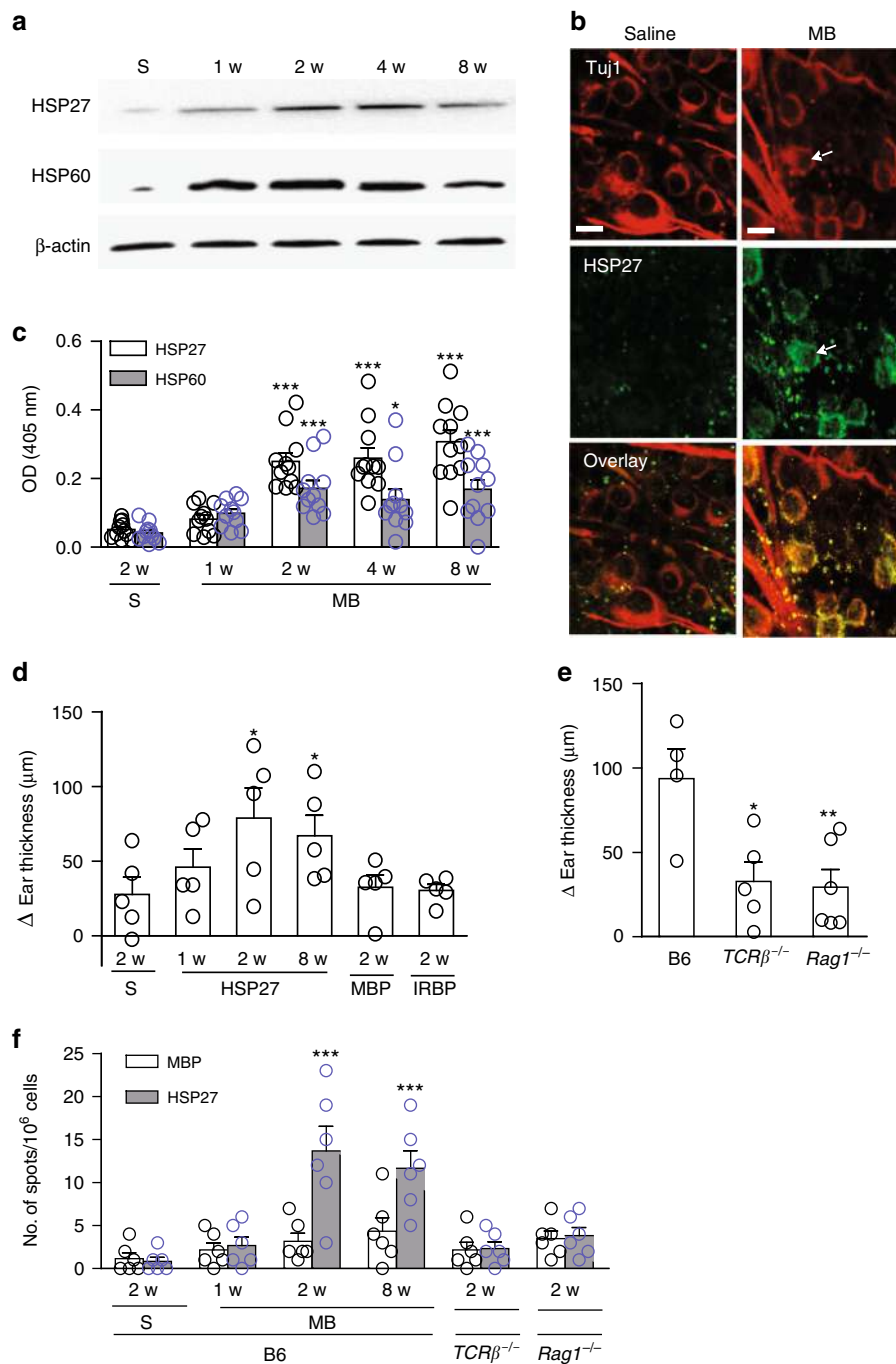 a
S 1 w 2 w 4 w 8 w
HSP27
HSP60
β-actin
b
Saline MB
Tuj1
HSP27
Overlay
c
HSP27
HSP60
OD (405 nm)
0.6
0.4
0.2
0.0
*** *** *** *** * ***
2 w 1 w 2 w 4 w 8 w
S MB
d
Δ Ear thickness (μm)
150
100
50
0
* *
2 w 1 w 2 w 8 w 2 w 2 w
S HSP27 MBP IRBP
e
Δ Ear thickness (μm)
150
100
50
0
* **
B6 TCRβ−/− Rag1−/−
f
MBP
HSP27
No. of spots/10⁶ cells
25
20
15
10
5
0
*** ***
2 w 1 w 2 w 8 w 2 w 2 w
S MB
B6 TCRβ−/− Rag1−/−